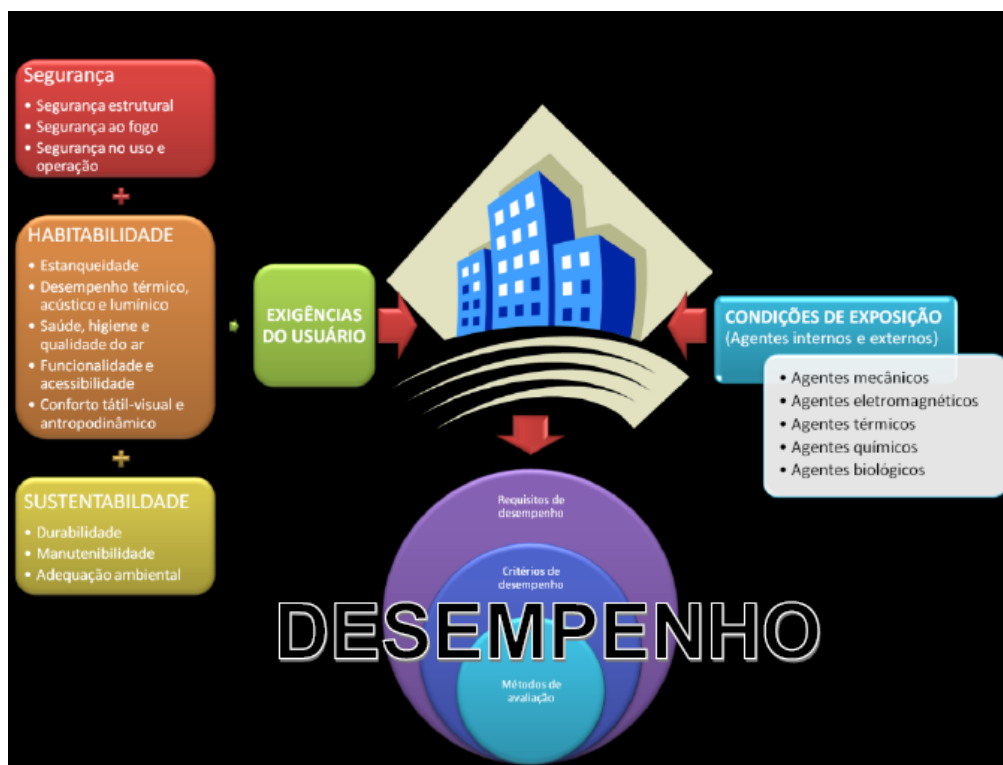 Segurança
• Segurança estrutural
• Segurança ao fogo
• Segurança no uso e
operação
HABITABILIDADE
• Estanqueidade
• Desempenho térmico,
acústico e lumínico
• Saúde, higiene e
qualidade do ar
• Funcionalidade e
acessibilidade
• Conforto tátil-visual e
antropodinâmico
SUSTENTABILDADE
• Durabilidade
• Manutenibilidade
• Adequação ambiental
EXIGÊNCIAS
DO USUÁRIO
CONDIÇÕES DE EXPOSIÇÃO
(Agentes internos e externos)
• Agentes mecânicos
• Agentes eletromagnéticos
• Agentes térmicos
• Agentes químicos
• Agentes biológicos
Requisitos de
desempenho
Critérios de
desempenho
DESEMPENHO
Métodos de
avaliação